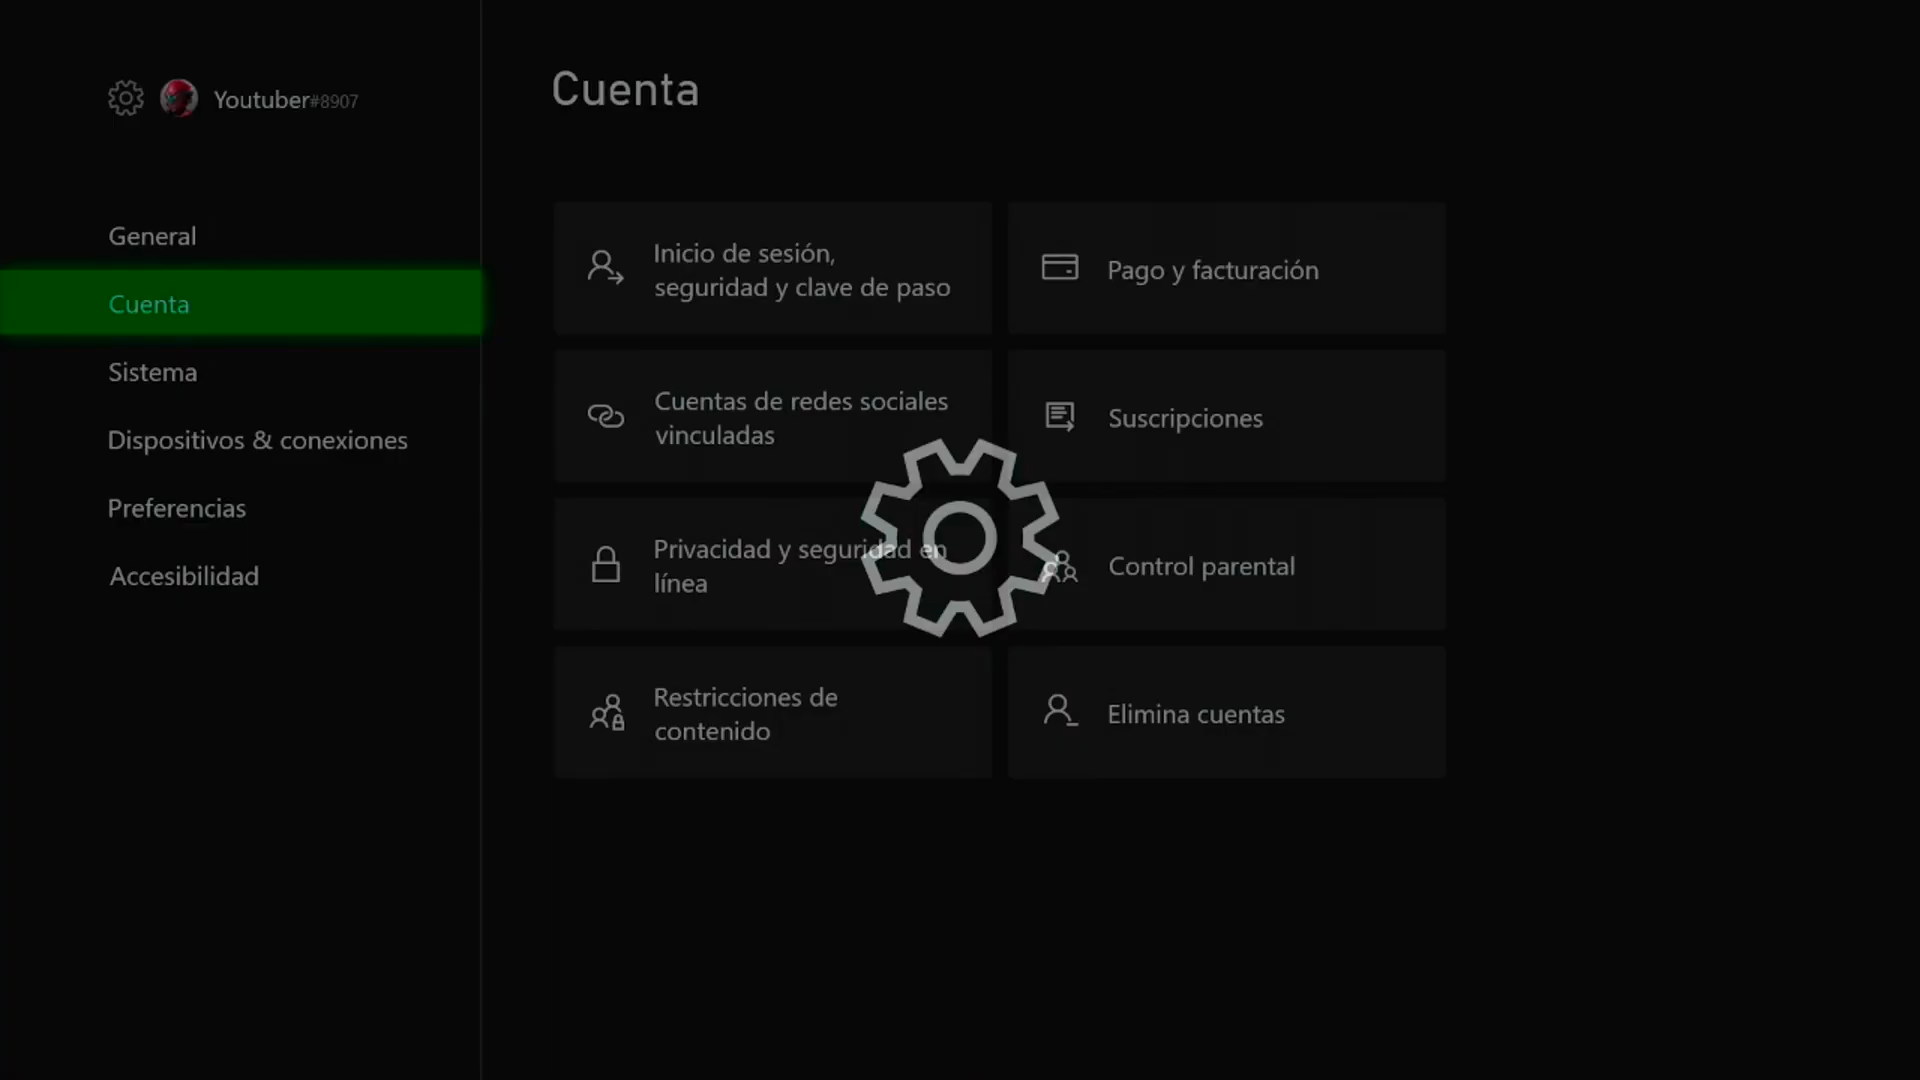 Youtuber#8907
General
Cuenta
Sistema
Dispositivos & conexiones
Preferencias
Accesibilidad
Cuenta
Inicio de sesión,
seguridad y clave de paso
Pago y facturación
Cuentas de redes sociales
vinculadas
Suscripciones
Privacidad y seguridad en
línea
Control parental
Restricciones de
contenido
Elimina cuentas